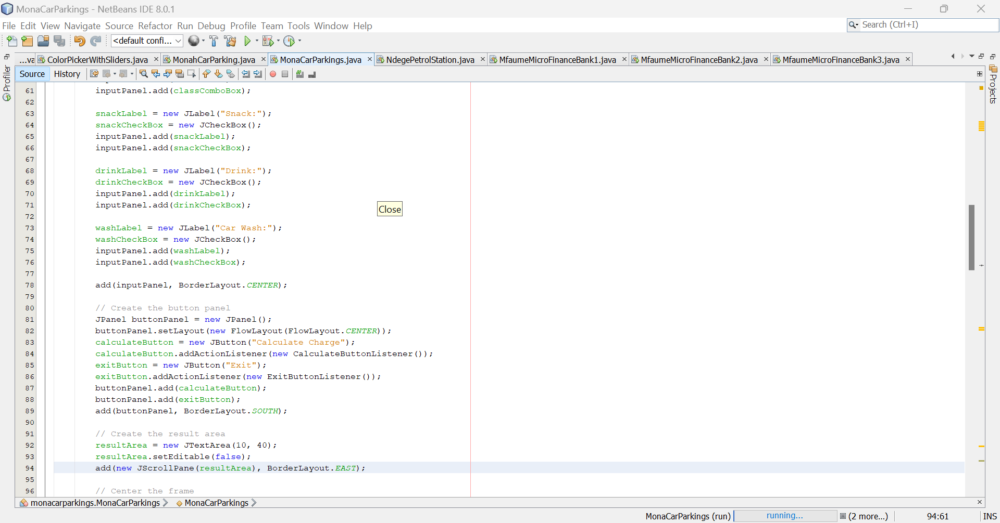 MonaCarParkings - NetBeans IDE 8.0.1
File Edit View Navigate Source Refactor Run Debug Profile Team Tools Window Help
Search (Ctrl+I)
<default confi...
...va ColorPickerWithSliders.java MonahCarParking.java MonaCarParkings.java NdegePetrolStation.java MfaumeMicroFinanceBank1.java MfaumeMicroFinanceBank2.java MfaumeMicroFinanceBank3.java
Source History
Profiler
Projects
61 inputPanel.add(classComboBox);
62
63 snackLabel = new JLabel("Snack:");
64 snackCheckBox = new JCheckBox();
65 inputPanel.add(snackLabel);
66 inputPanel.add(snackCheckBox);
67
68 drinkLabel = new JLabel("Drink:");
69 drinkCheckBox = new JCheckBox();
70 inputPanel.add(drinkLabel);
71 inputPanel.add(drinkCheckBox);
Close
72
73 washLabel = new JLabel("Car Wash:");
74 washCheckBox = new JCheckBox();
75 inputPanel.add(washLabel);
76 inputPanel.add(washCheckBox);
77
78 add(inputPanel, BorderLayout.CENTER);
79
80 // Create the button panel
81 JPanel buttonPanel = new JPanel();
82 buttonPanel.setLayout(new FlowLayout(FlowLayout.CENTER));
83 calculateButton = new JButton("Calculate Charge");
84 calculateButton.addActionListener(new CalculateButtonListener());
85 exitButton = new JButton("Exit");
86 exitButton.addActionListener(new ExitButtonListener());
87 buttonPanel.add(calculateButton);
88 buttonPanel.add(exitButton);
89 add(buttonPanel, BorderLayout.SOUTH);
90
91 // Create the result area
92 resultArea = new JTextArea(10, 40);
93 resultArea.setEditable(false);
94 add(new JScrollPane(resultArea), BorderLayout.EAST);
95
96 // Center the frame
monacarparkings.MonaCarParkings MonaCarParkings
MonaCarParkings (run) running... (2 more...) 94:61 INS